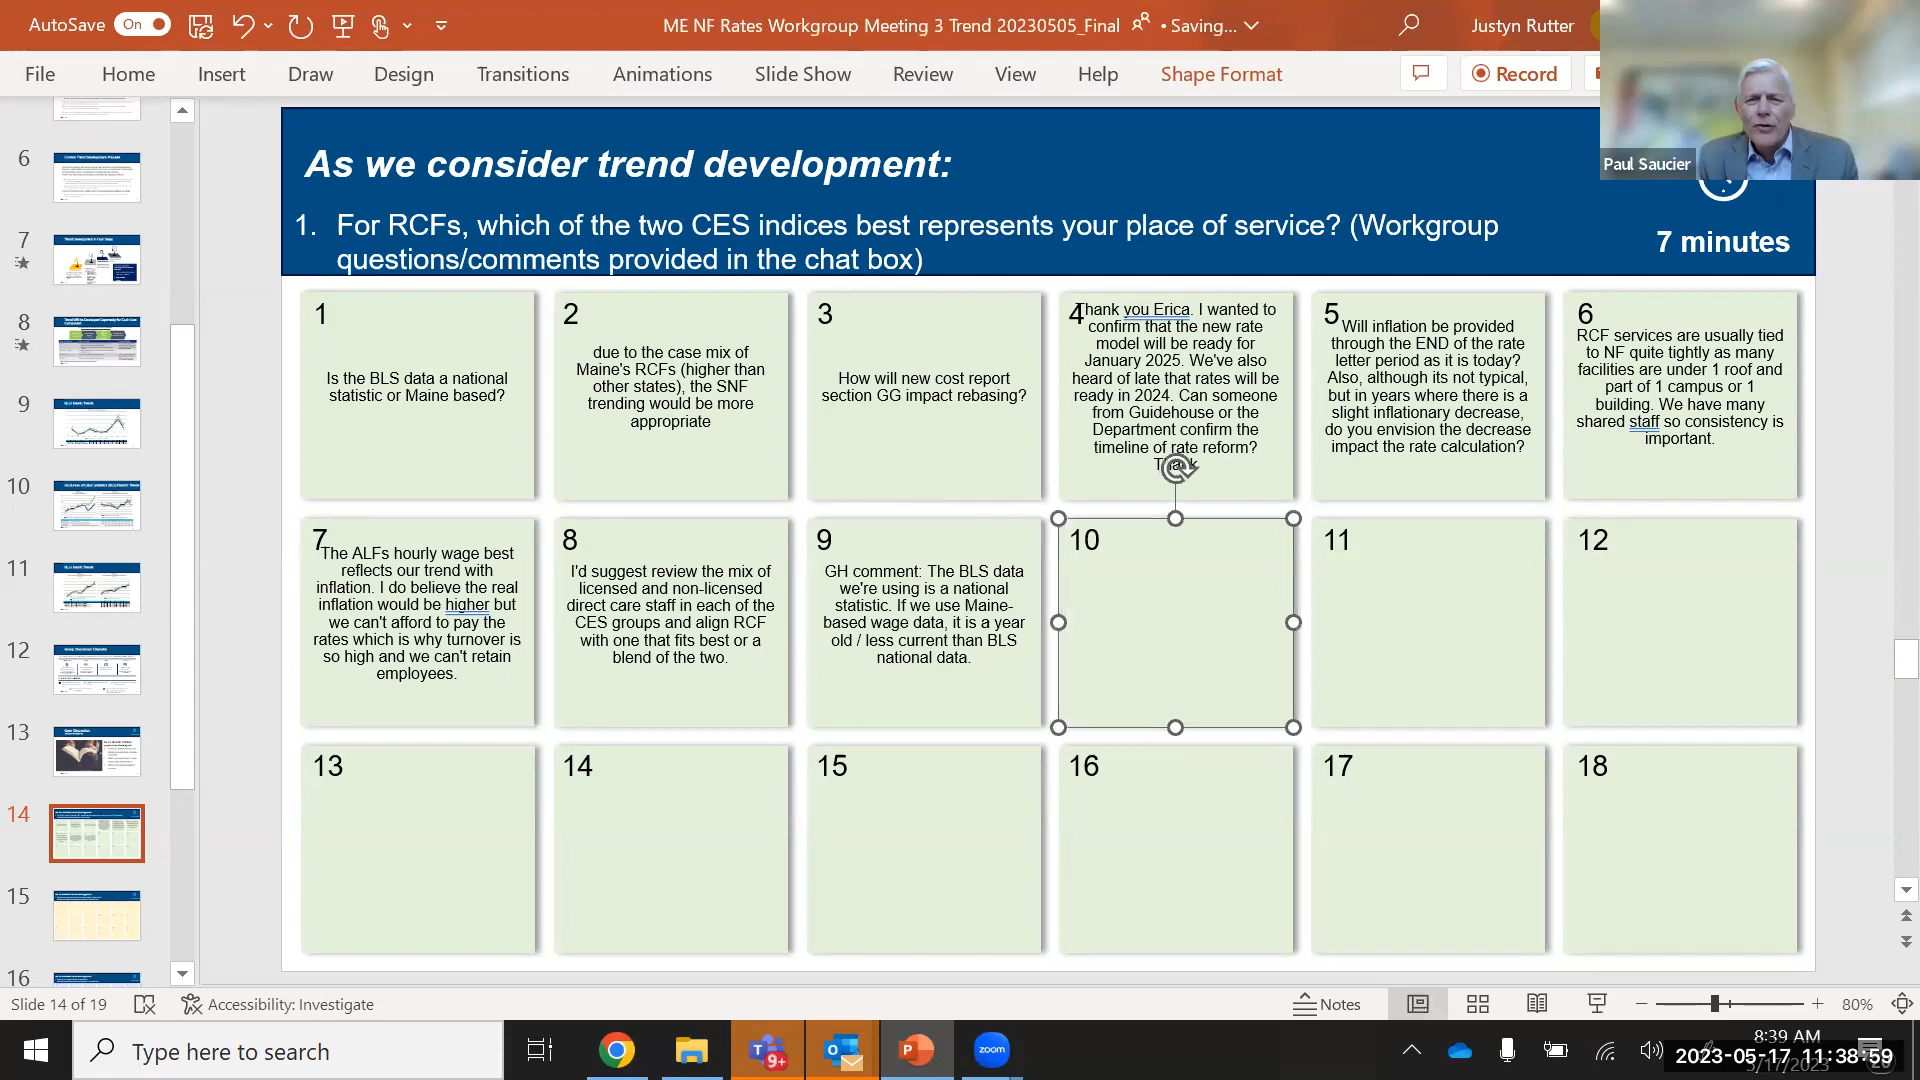 AutoSave On
ME NF Rates Workgroup Meeting 3 Trend 20230505_Final • Saving...
Justyn Rutter
File Home Insert Draw Design Transitions Animations Slide Show Review View Help Shape Format
Record
Paul Saucier
As we consider trend development:
1. For RCFs, which of the two CES indices best represents your place of service? (Workgroup
questions/comments provided in the chat box)
7 minutes
1
Is the BLS data a national
statistic or Maine based?
2
due to the case mix of
Maine's RCFs (higher than
other states), the SNF
trending would be more
appropriate
3
How will new cost report
section GG impact rebasing?
4
Thank you Erica. I wanted to
confirm that the new rate
model will be ready for
January 2025. We've also
heard of late that rates will be
ready in 2024. Can someone
from Guidehouse or the
Department confirm the
timeline of rate reform?
5
Will inflation be provided
through the END of the rate
letter period as it is today?
Also, although its not typical,
but in years where there is a
slight inflationary decrease,
do you envision the decrease
impact the rate calculation?
6
RCF services are usually tied
to NF quite tightly as many
facilities are under 1 roof and
part of 1 campus or 1
building. We have many
shared staff so consistency is
important.
7
The ALFs hourly wage best
reflects our trend with
inflation. I do believe the real
inflation would be higher but
we can't afford to pay the
rates which is why turnover is
so high and we can't retain
employees.
8
I'd suggest review the mix of
licensed and non-licensed
direct care staff in each of the
CES groups and align RCF
with one that fits best or a
blend of the two.
9
GH comment: The BLS data
we're using is a national
statistic. If we use Maine-
based wage data, it is a year
old / less current than BLS
national data.
10
11
12
13
14
15
16
17
18
6
7
8
9
10
11
12
13
14
15
16
Slide 14 of 19
Accessibility: Investigate
Notes
80%
Type here to search
9+
zoom
8:39 AM
5/17/2023
2023-05-17 11:38:59